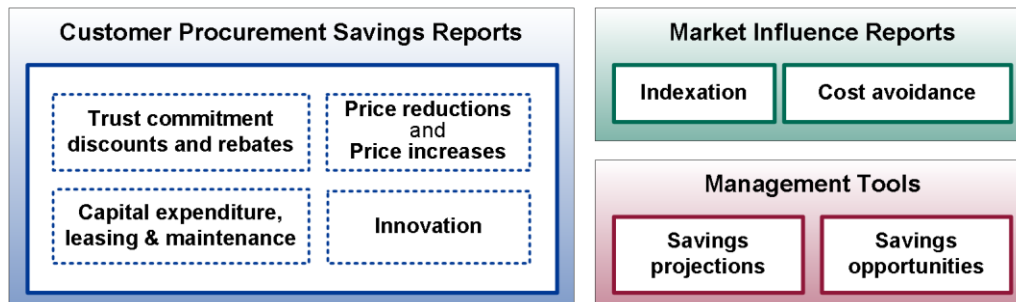 Customer Procurement Savings Reports
Trust commitment
discounts and rebates
Price reductions
and
Price increases
Capital expenditure,
leasing & maintenance
Innovation
Market Influence Reports
Indexation
Cost avoidance
Management Tools
Savings
projections
Savings
opportunities